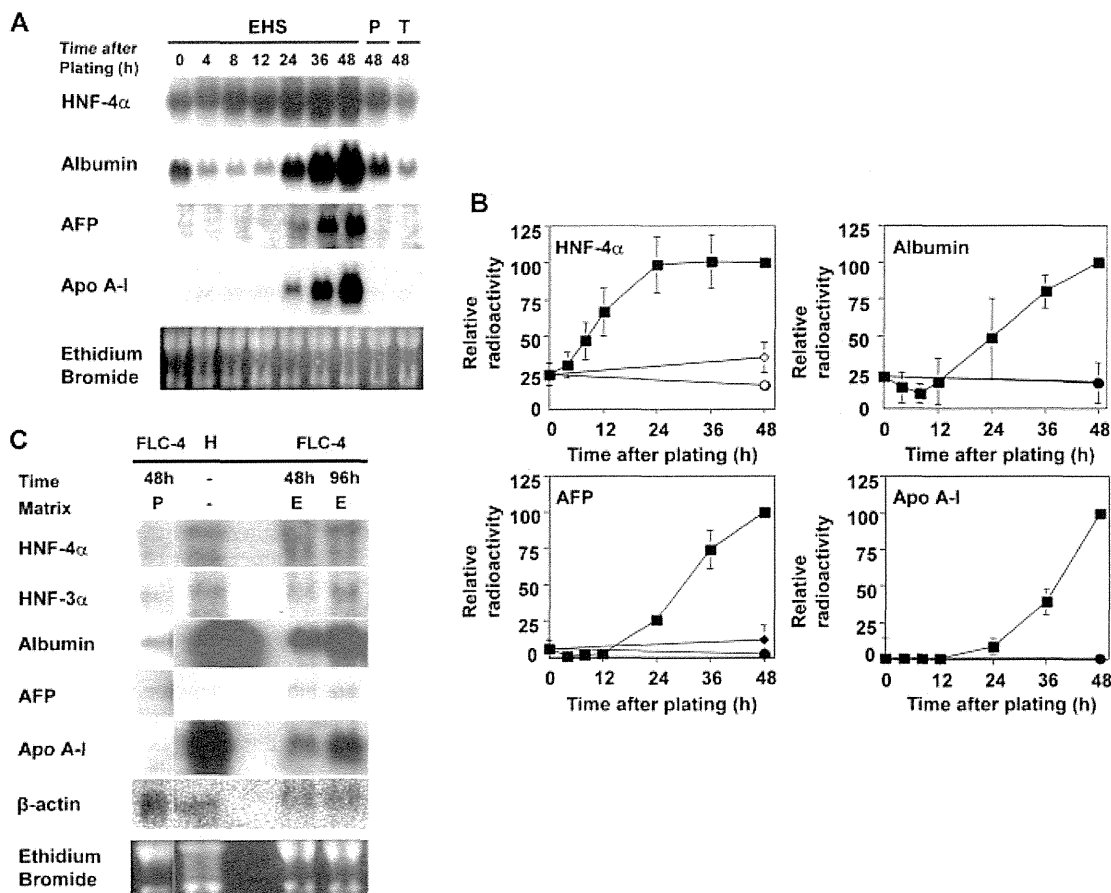 A
EHS P T
Time after
Plating (h)
0 4 8 12 24 36 48 48 48
HNF-4α
Albumin
AFP
Apo A-I
Ethidium
Bromide
B
HNF-4α
125
100
75
50
25
0
Relative
radioactivity
0 12 24 36 48
Time after plating (h)
Albumin
125
100
75
50
25
0
Relative
radioactivity
0 12 24 36 48
Time after plating (h)
AFP
125
100
75
50
25
0
Relative
radioactivity
0 12 24 36 48
Time after plating (h)
Apo A-I
125
100
75
50
25
0
Relative
radioactivity
0 12 24 36 48
Time after plating (h)
C
FLC-4 H FLC-4
Time 48h - 48h 96h
Matrix P - E E
HNF-4α
HNF-3α
Albumin
AFP
Apo A-I
β-actin
Ethidium
Bromide